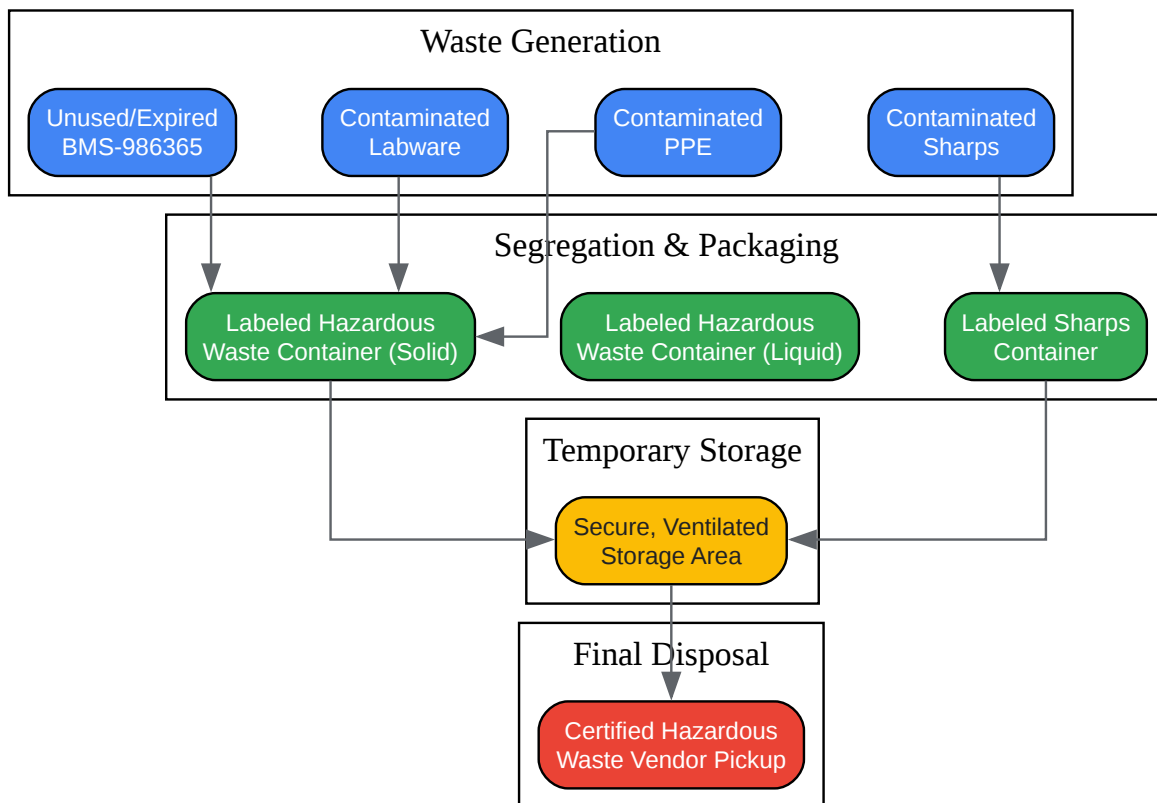 Waste Generation
Unused/Expired
BMS-986365
Contaminated
Labware
Contaminated
PPE
Contaminated
Sharps
Segregation & Packaging
Labeled Hazardous
Waste Container (Solid)
Labeled Hazardous
Waste Container (Liquid)
Labeled Sharps
Container
Temporary Storage
Secure, Ventilated
Storage Area
Final Disposal
Certified Hazardous
Waste Vendor Pickup